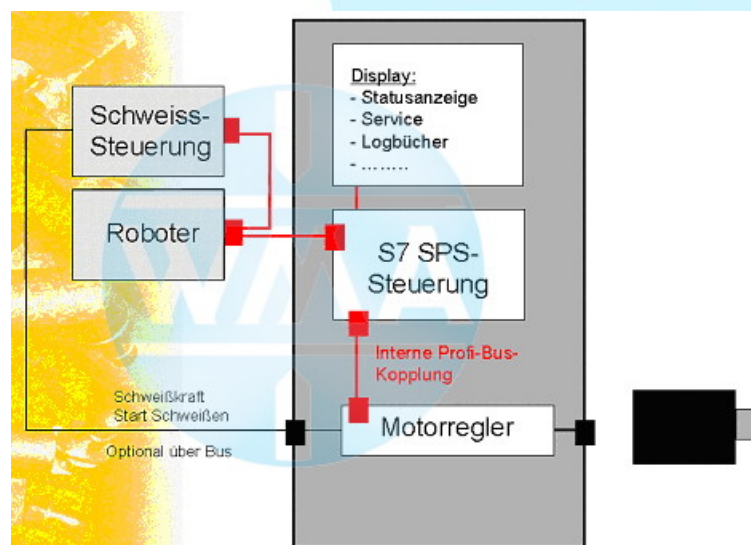 Display:
- Statusanzeige
- Service
- Logbücher
- ........
Schweiss-
Steuerung
Roboter
S7 SPS-
Steuerung
Interne Profi-Bus-
Kopplung
Schweißkraft
Start Schweißen
Optional über Bus
Motorregler
WMA